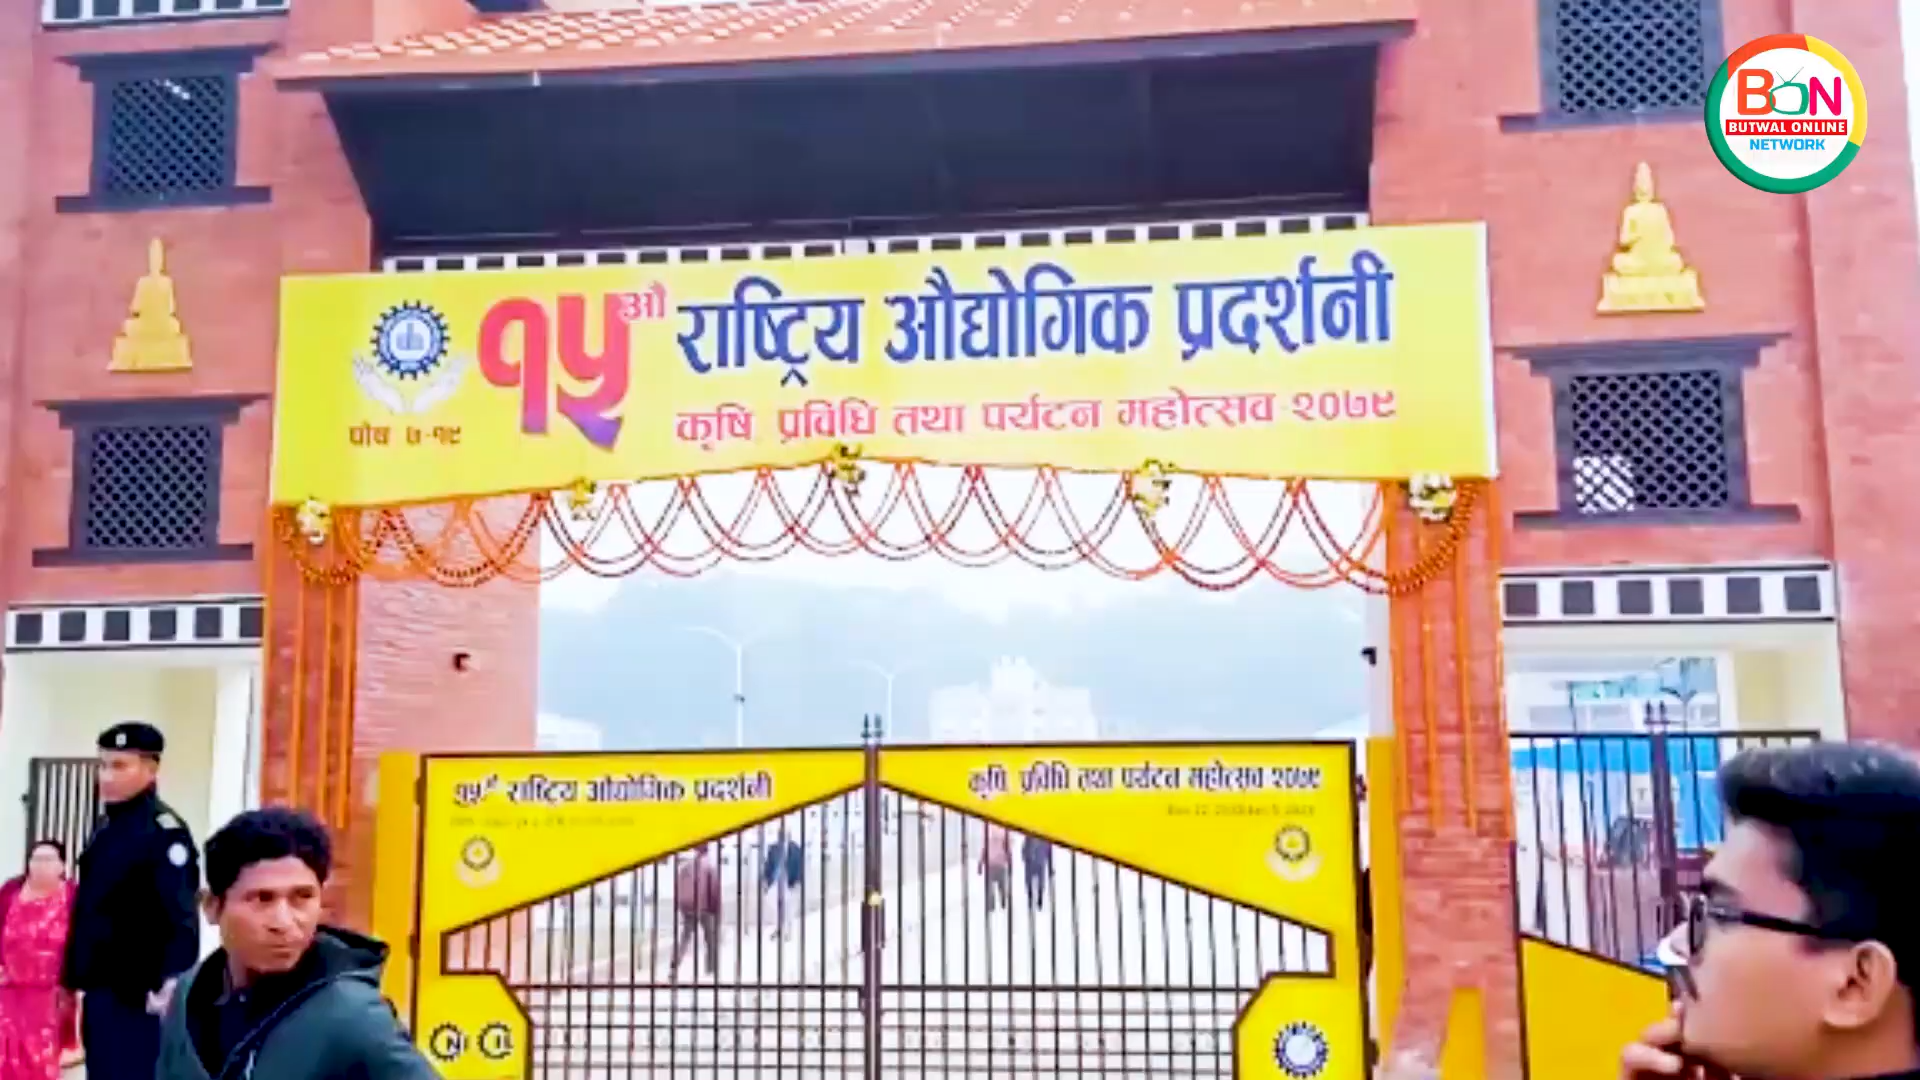 BON
BUTWAL ONLINE
NETWORK
१५औ राष्ट्रिय औद्योगिक प्रदर्शनी
कृषि, प्रविधि तथा पर्यटन महोत्सव-२०७९
पौष ७-१९
१५औ राष्ट्रिय औद्योगिक प्रदर्शनी
कृषि, प्रविधि तथा पर्यटन महोत्सव २०७९